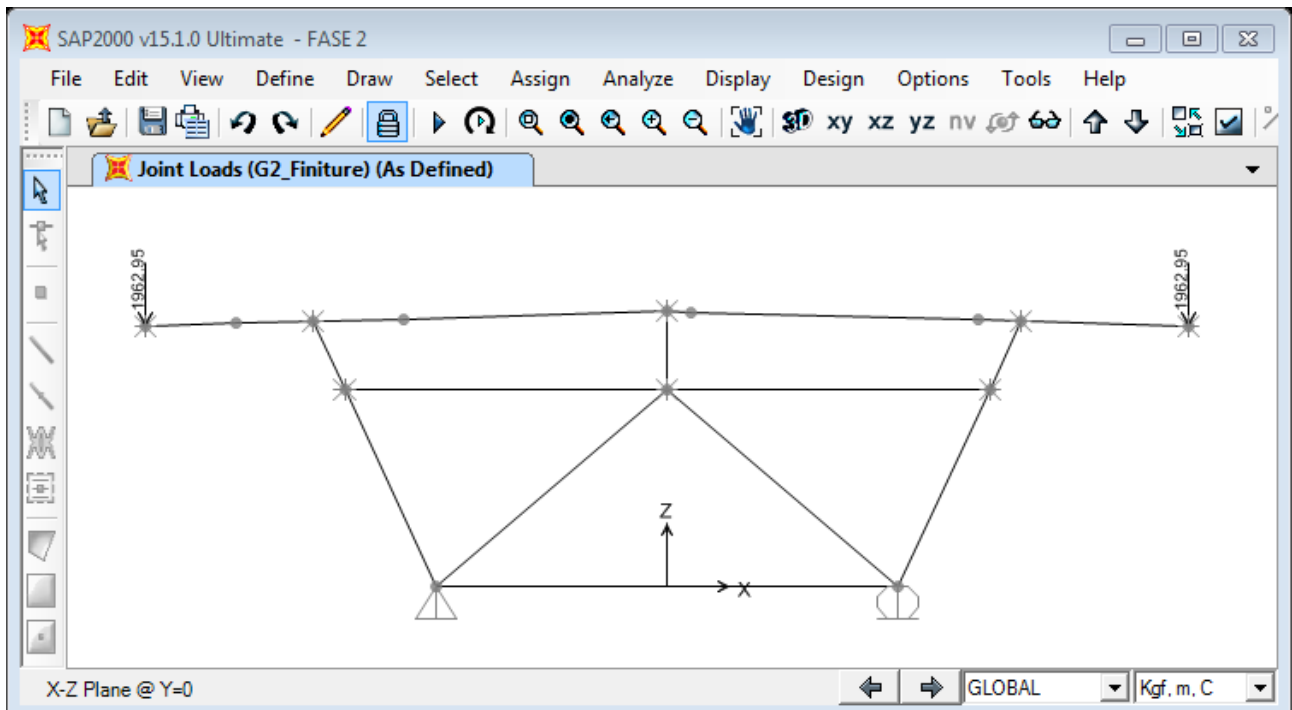 SAP2000 v15.1.0 Ultimate - FASE 2
File Edit View Define Draw Select Assign Analyze Display Design Options Tools Help
3D xy xz yz nv
Joint Loads (G2_Finiture) (As Defined)
1962.95
1962.95
Z
X
X-Z Plane @ Y=0
GLOBAL
Kgf, m, C